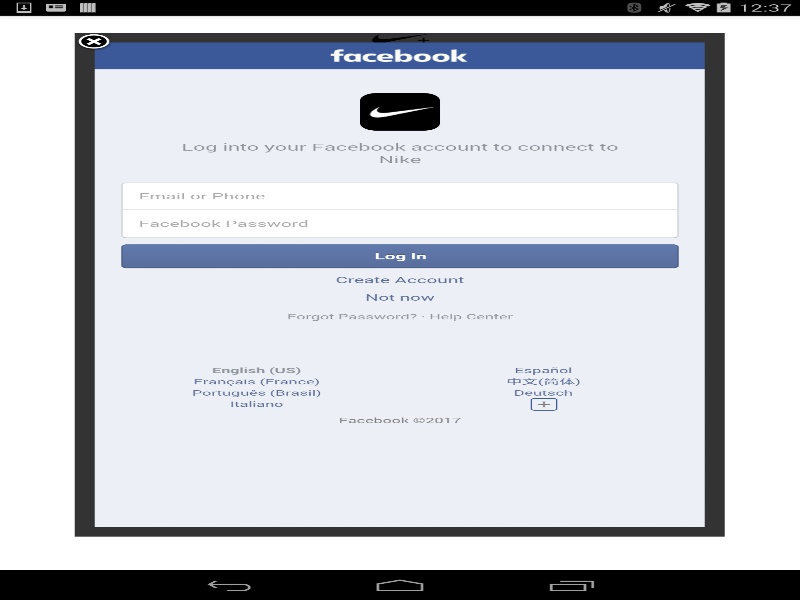 12:37
facebook
Log into your Facebook account to connect to
Nike
Email or Phone
Facebook Password
Log In
Create Account
Not now
Forgot Password? · Help Center
English (US)
Español
Français (France)
中文(简体)
Português (Brasil)
Deutsch
Italiano
Facebook ©2017